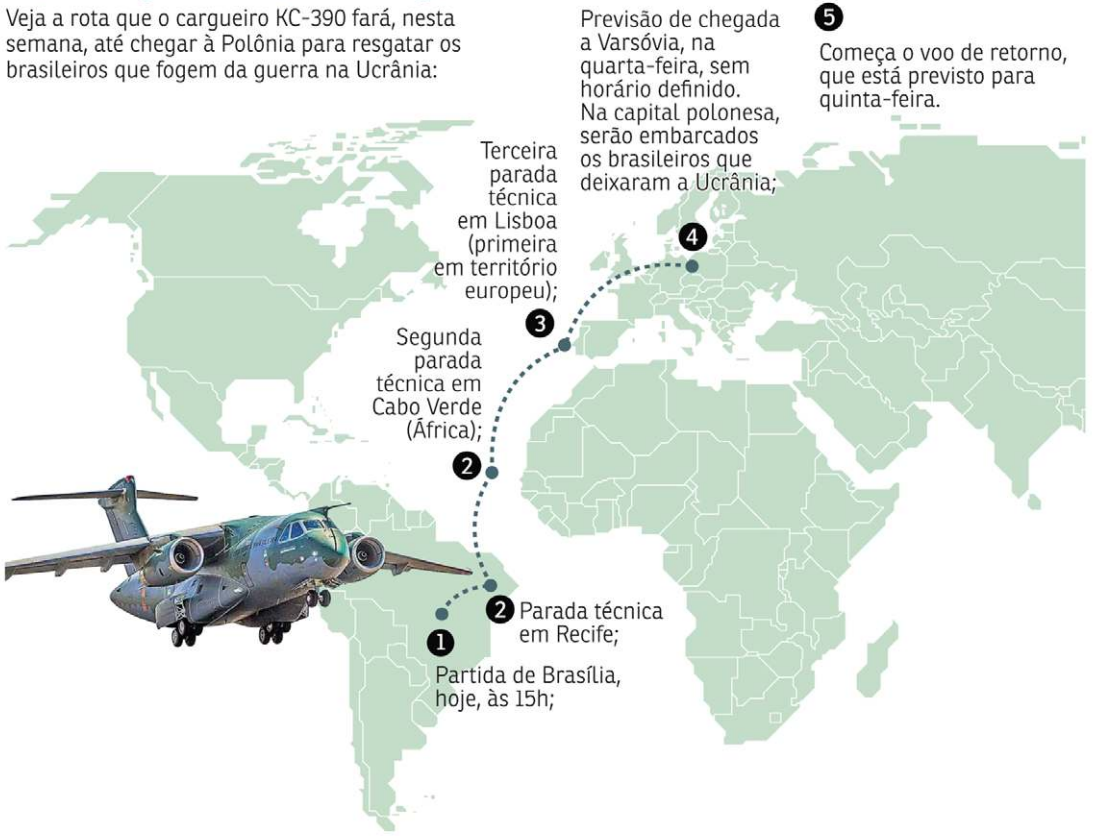 Veja a rota que o cargueiro KC-390 fará, nesta
semana, até chegar à Polônia para resgatar os
brasileiros que fogem da guerra na Ucrânia:
1
Partida de Brasília,
hoje, às 15h;
2 Parada técnica
em Recife;
Segunda
parada
técnica em
Cabo Verde
(África);
2
Terceira
parada
técnica
em Lisboa
(primeira
em território
europeu);
3
Previsão de chegada
a Varsóvia, na
quarta-feira, sem
horário definido.
Na capital polonesa,
serão embarcados
os brasileiros que
deixaram a Ucrânia;
4
5
Começa o voo de retorno,
que está previsto para
quinta-feira.